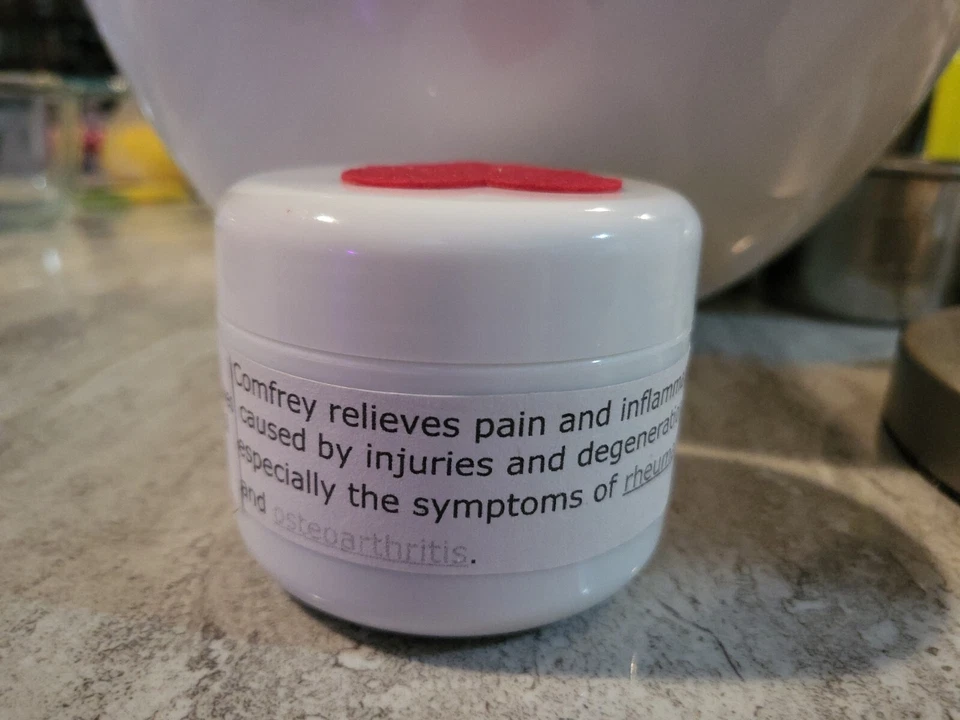 Comfrey relieves pain and
caused by injuries and
especially the symptoms of
and osteoarthritis.